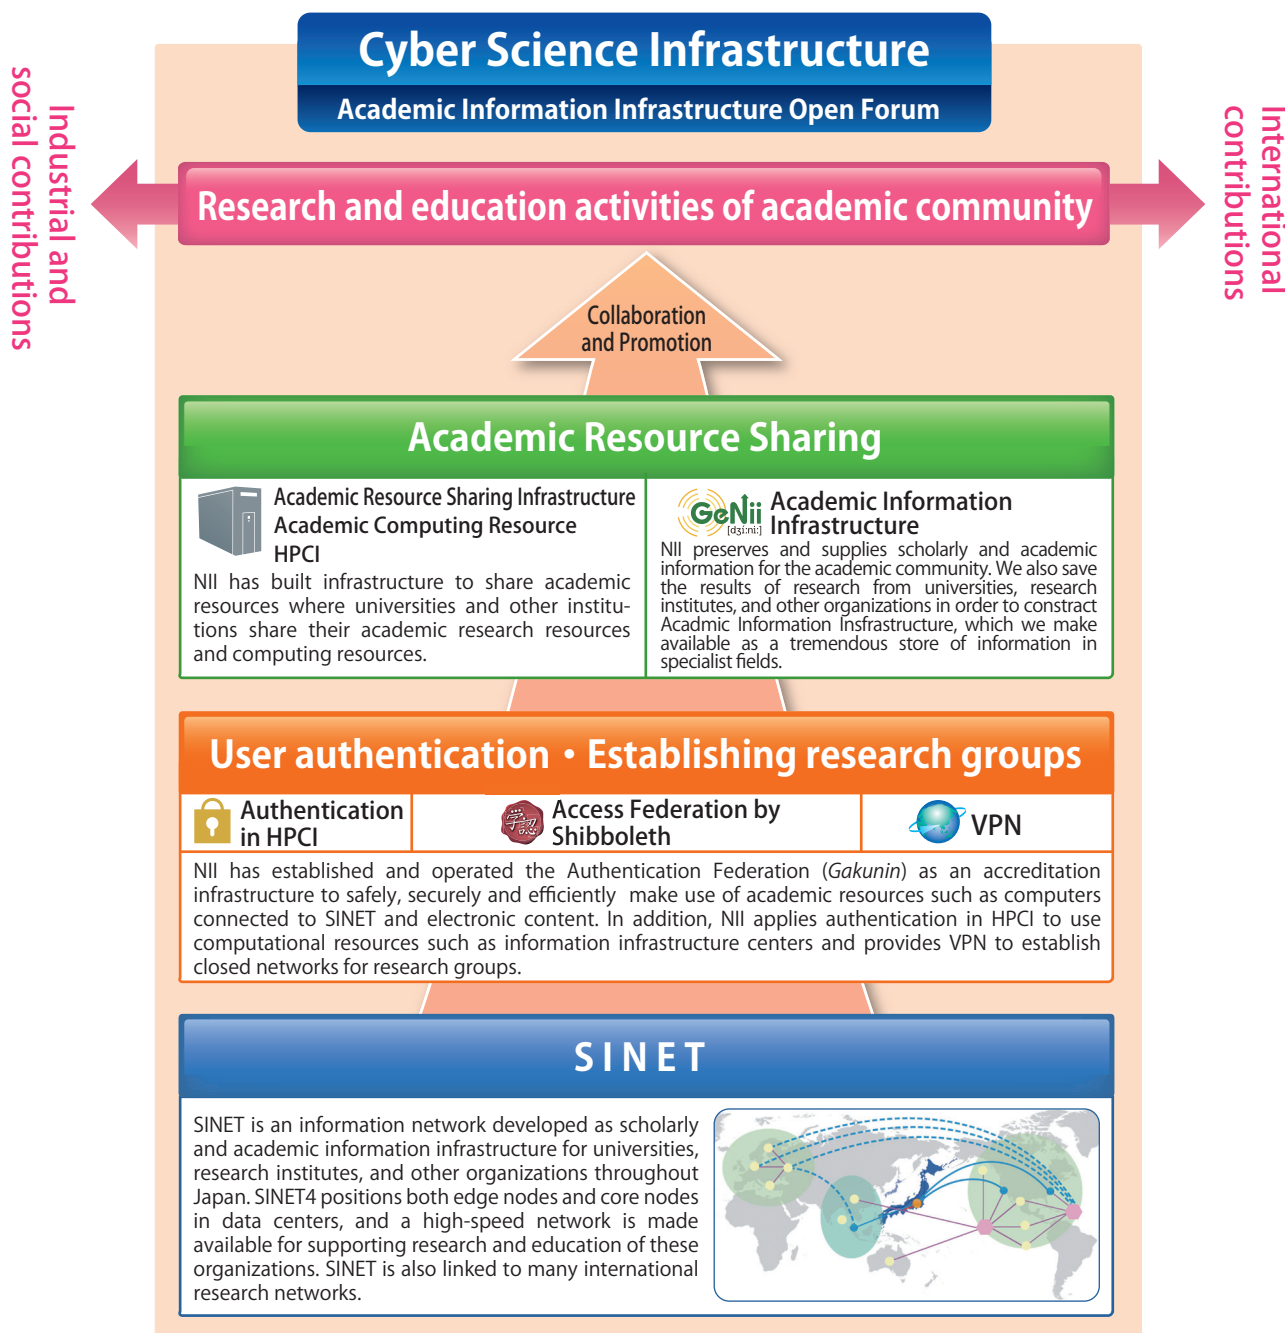 Cyber Science Infrastructure
Academic Information Infrastructure Open Forum
Industrial and
social contributions
Research and education activities of academic community
International
contributions
Collaboration
and Promotion
Academic Resource Sharing
Academic Resource Sharing Infrastructure
Academic Computing Resource
HPCI
NII has built infrastructure to share academic
resources where universities and other institu-
tions share their academic research resources
and computing resources.
GeNii
[dʒí:ni:]
Academic Information
Infrastructure
NII preserves and supplies scholarly and academic
information for the academic community. We also save
the results of research from universities, research
institutes, and other organizations in order to constract
Acadmic Information Insfrastructure, which we make
available as a tremendous store of information in
specialist fields.
User authentication・Establishing research groups
Authentication
in HPCI
学認
Access Federation by
Shibboleth
VPN
NII has established and operated the Authentication Federation (Gakunin) as an accreditation
infrastructure to safely, securely and efficiently make use of academic resources such as computers
connected to SINET and electronic content. In addition, NII applies authentication in HPCI to use
computational resources such as information infrastructure centers and provides VPN to establish
closed networks for research groups.
SINET
SINET is an information network developed as scholarly
and academic information infrastructure for universities,
research institutes, and other organizations throughout
Japan. SINET4 positions both edge nodes and core nodes
in data centers, and a high-speed network is made
available for supporting research and education of these
organizations. SINET is also linked to many international
research networks.